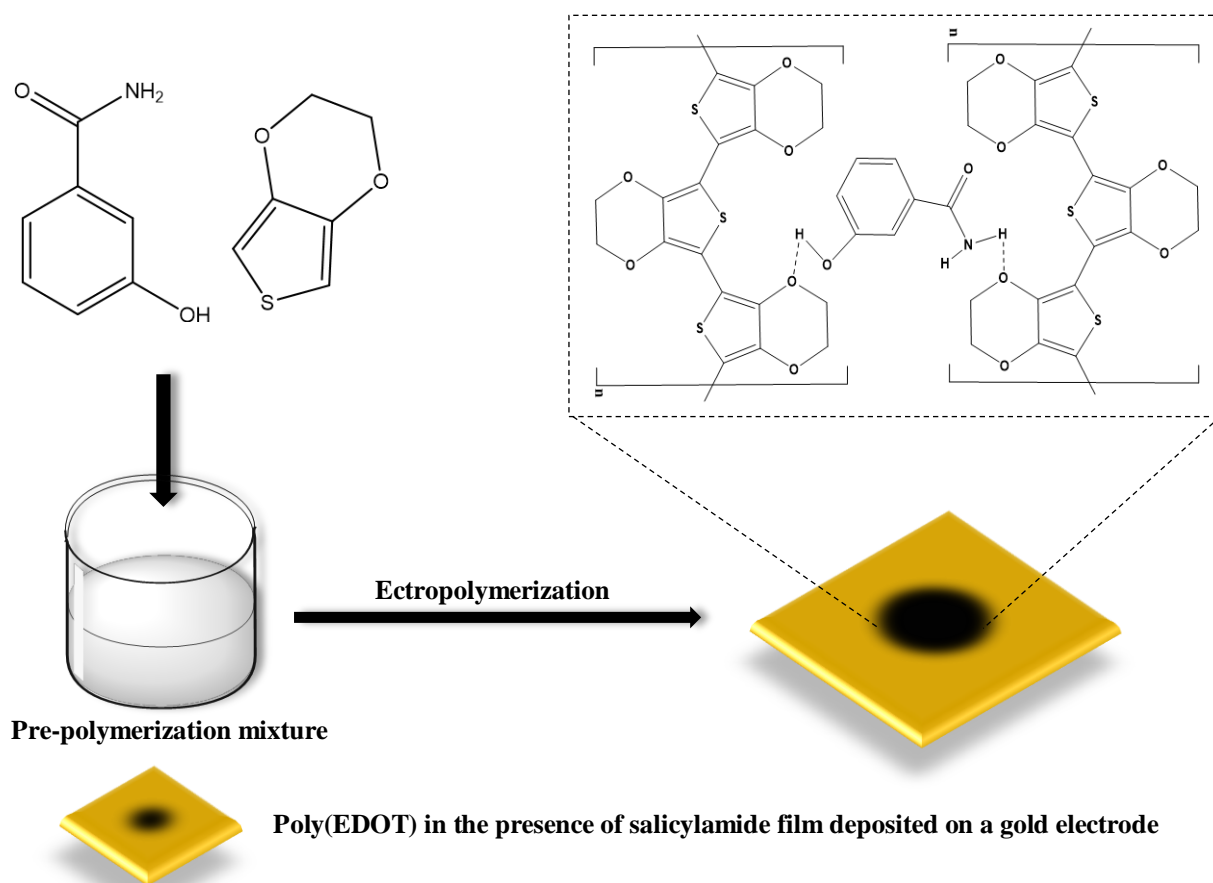 O NH₂
O
O
S OH
n
O O
S S
O O
O O O
S S
H N H
O O H O
O O
S S
O O
n
Ectropolymerization
Pre-polymerization mixture
Poly(EDOT) in the presence of salicylamide film deposited on a gold electrode